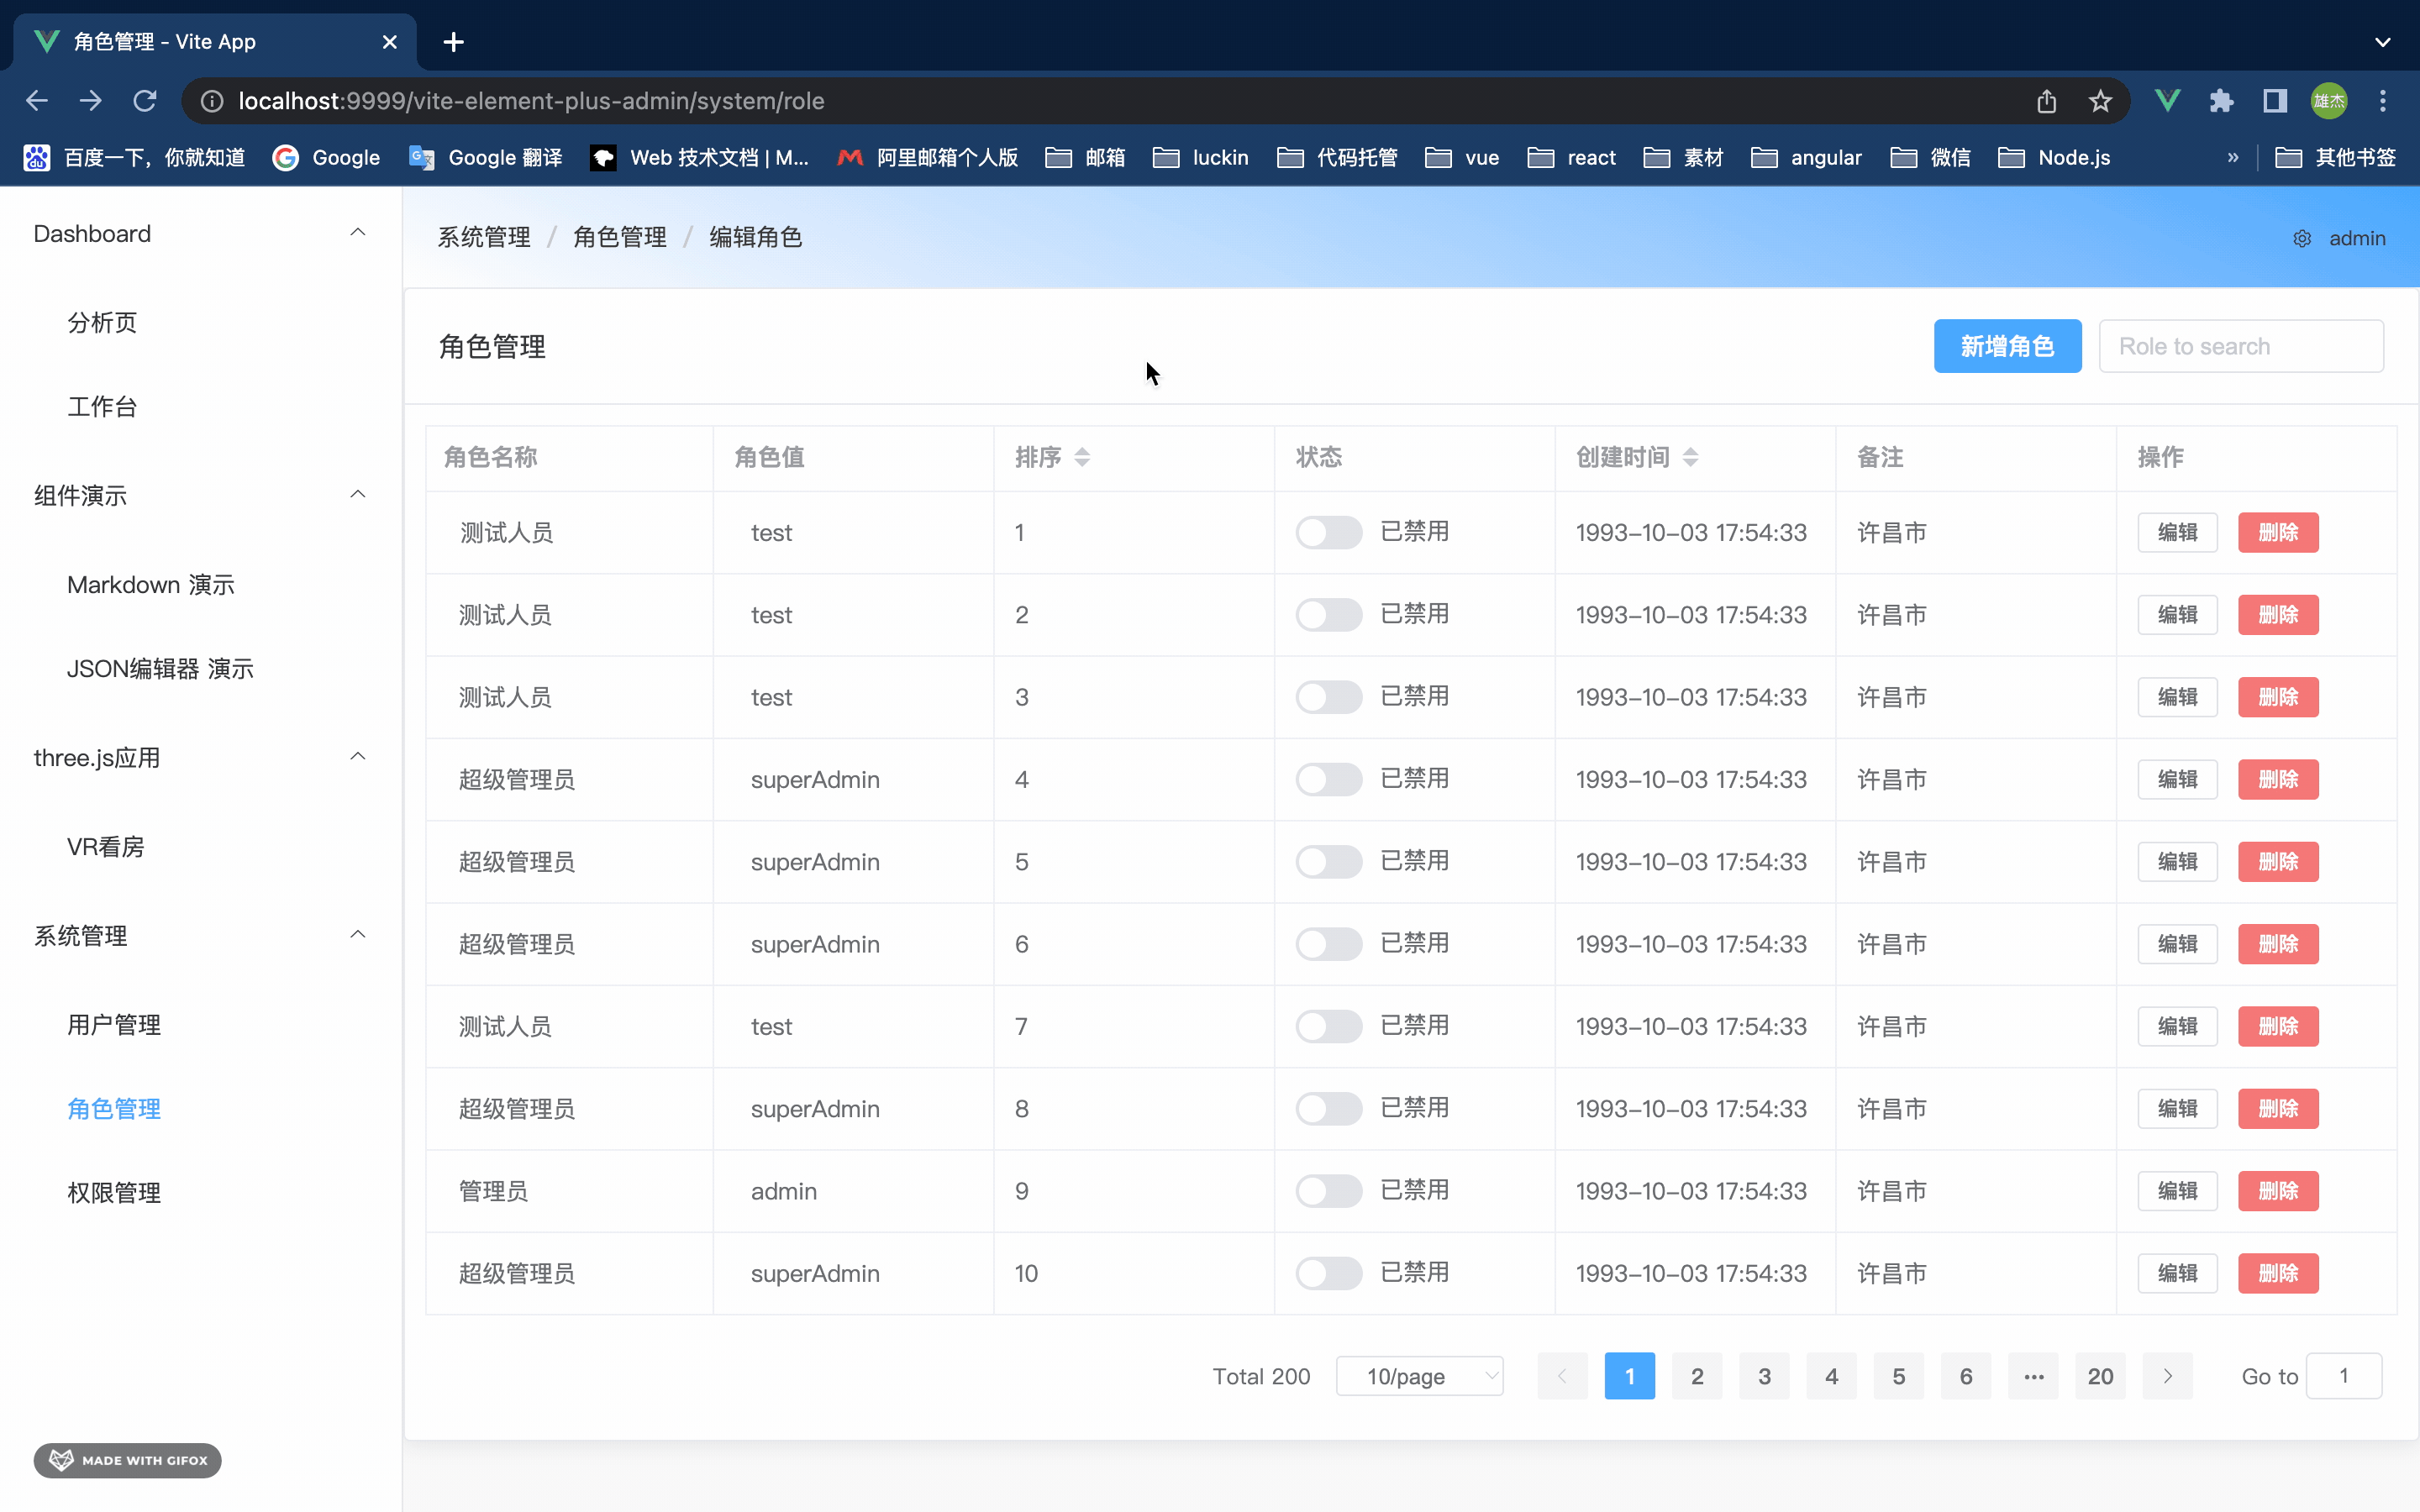 角色管理 - Vite App
localhost:9999/vite-element-plus-admin/system/role
雄杰
百度一下，你就知道 Google Google 翻译 Web 技术文档 | M... 阿里邮箱个人版 邮箱 luckin 代码托管 vue react 素材 angular 微信 Node.js » 其他书签
Dashboard
分析页
工作台
组件演示
Markdown 演示
JSON编辑器 演示
three.js应用
VR看房
系统管理
用户管理
角色管理
权限管理
MADE WITH GIFOX
系统管理 / 角色管理 / 编辑角色
admin
角色管理 新增角色 Role to search
角色名称 角色值 排序 状态 创建时间 备注 操作
测试人员 test 1 已禁用 1993-10-03 17:54:33 许昌市 编辑 删除
测试人员 test 2 已禁用 1993-10-03 17:54:33 许昌市 编辑 删除
测试人员 test 3 已禁用 1993-10-03 17:54:33 许昌市 编辑 删除
超级管理员 superAdmin 4 已禁用 1993-10-03 17:54:33 许昌市 编辑 删除
超级管理员 superAdmin 5 已禁用 1993-10-03 17:54:33 许昌市 编辑 删除
超级管理员 superAdmin 6 已禁用 1993-10-03 17:54:33 许昌市 编辑 删除
测试人员 test 7 已禁用 1993-10-03 17:54:33 许昌市 编辑 删除
超级管理员 superAdmin 8 已禁用 1993-10-03 17:54:33 许昌市 编辑 删除
管理员 admin 9 已禁用 1993-10-03 17:54:33 许昌市 编辑 删除
超级管理员 superAdmin 10 已禁用 1993-10-03 17:54:33 许昌市 编辑 删除
Total 200 10/page 1 2 3 4 5 6 ••• 20 Go to 1